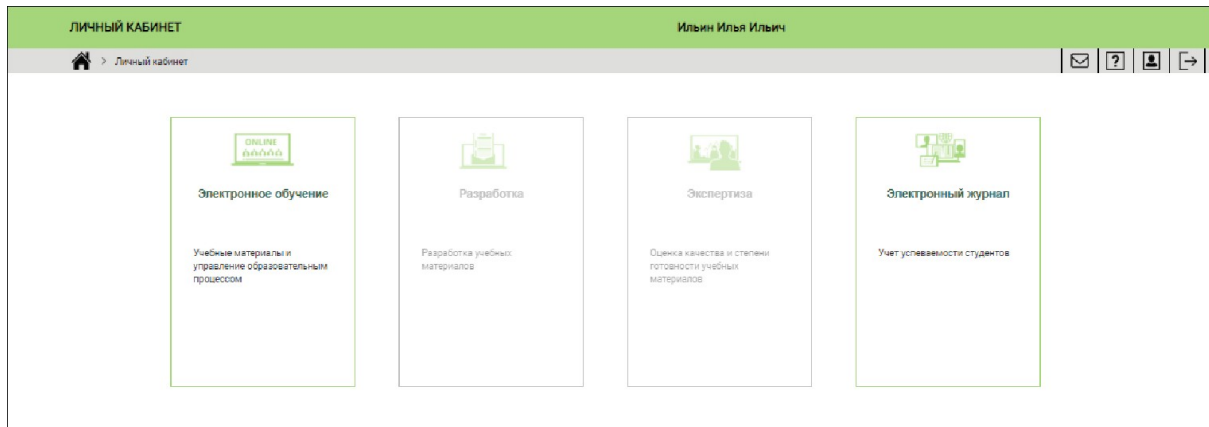 ЛИЧНЫЙ КАБИНЕТ
Ильин Илья Ильич
> Личный кабинет
?
ONLINE
Электронное обучение
Учебные материалы и
управление образовательным
процессом
Разработка
Разработка учебных
материалов
Экспертиза
Оценка качества и степени
готовности учебных
материалов
Электронный журнал
Учет успеваемости студентов